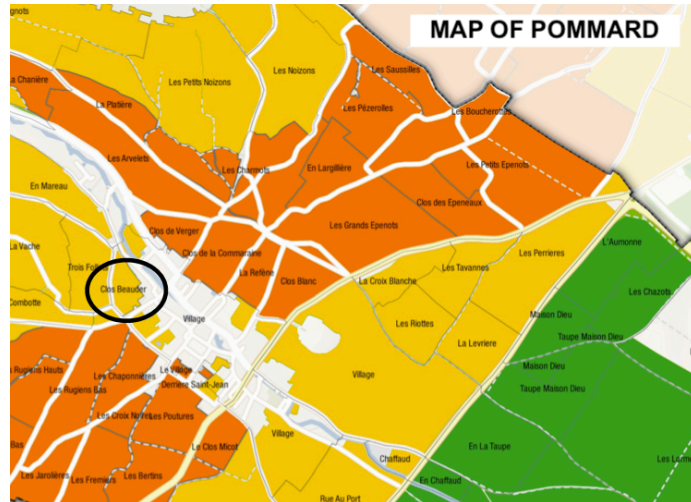 MAP OF POMMARD
Les Noizons
Les Petits Noizons
Les Saussilles
La Chanière
La Platière
Les Pézerolles
Les Boucherottes
Les Arvelets
Les Charmots
En Largillière
Les Petits Epenots
En Mareau
Clos des Epeneaux
Clos de Verger
Les Grands Epenots
L'Aumonne
La Vache
Clos de la Commaraine
Les Perrieres
Trois Follots
La Refène
Les Tavannes
Clos Blanc
La Croix Blanche
Clos Beauder
Les Chazots
Combotte
Maison Dieu
Village
Les Riottes
Taupe Maison Dieu
La Levriere
Rugiens Hauts
Les Chaponnières
Le Village
Village
Maison Dieu
Derrière Saint-Jean
Les Rugiens Bas
Taupe Maison Dieu
Les Croix Noires
Les Poutures
Village
Bas
Le Clos Micot
En La Taupe
Chaffaud
Les Jarolières
Les Fremiers
Les Bertins
En Chaffaud
Rue Au Port